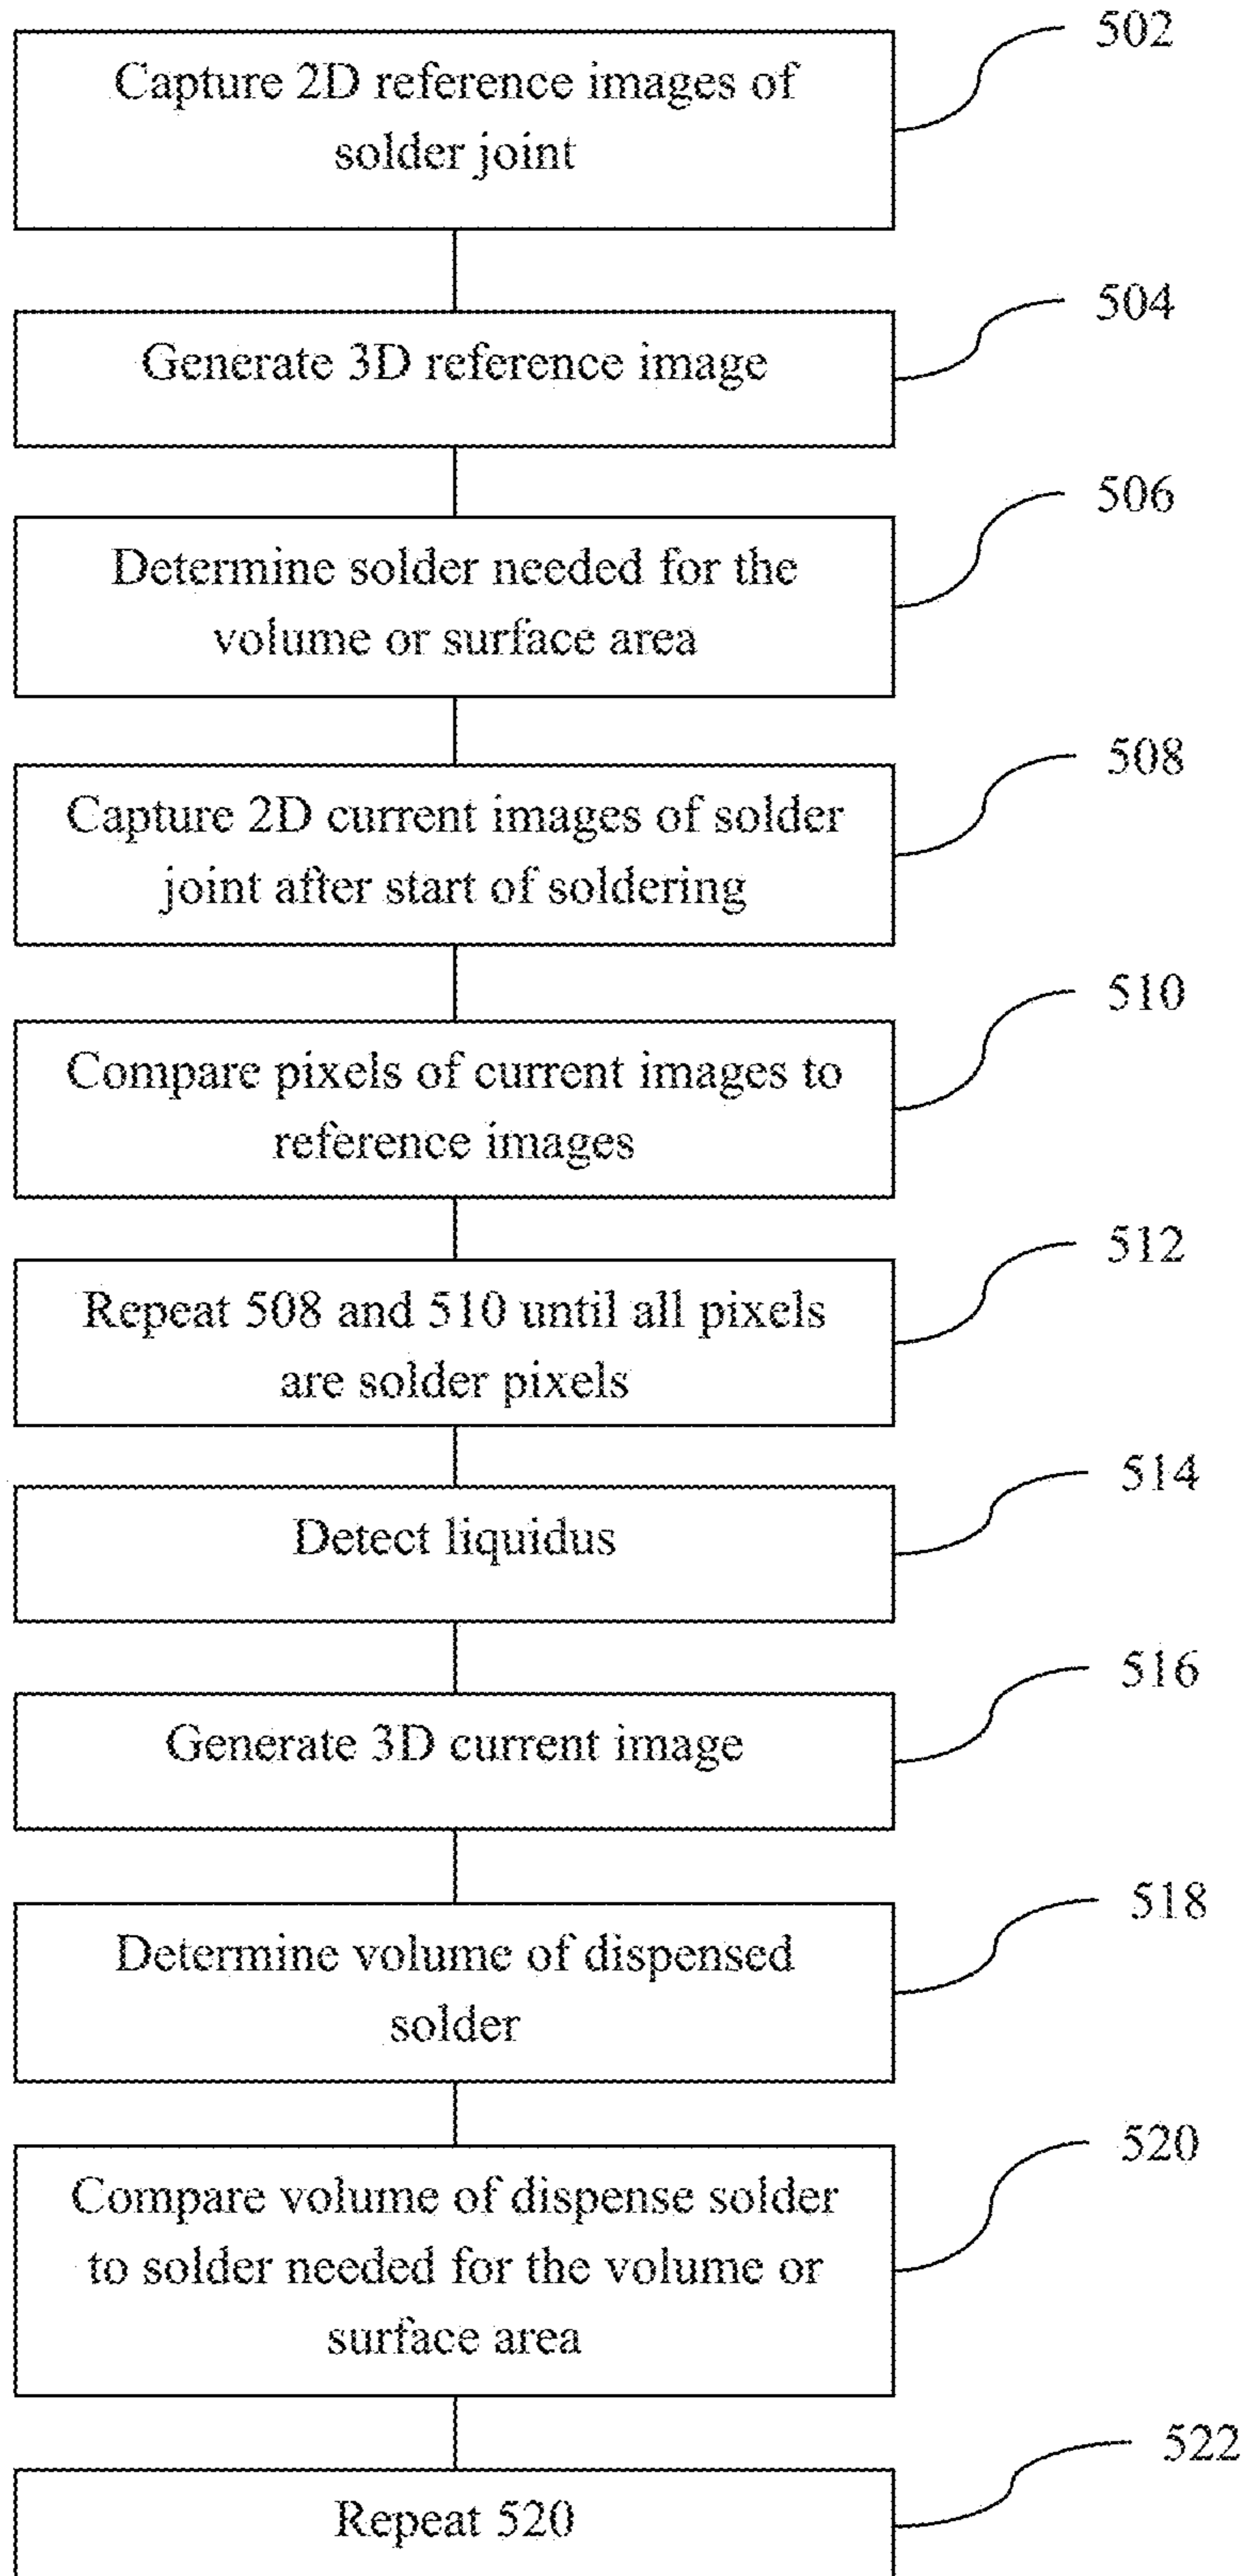 502
Capture 2D reference images of
solder joint
504
Generate 3D reference image
506
Determine solder needed for the
volume or surface area
508
Capture 2D current images of solder
joint after start of soldering
510
Compare pixels of current images to
reference images
512
Repeat 508 and 510 until all pixels
are solder pixels
514
Detect liquidus
516
Generate 3D current image
518
Determine volume of dispensed
solder
520
Compare volume of dispense solder
to solder needed for the volume or
surface area
522
Repeat 520